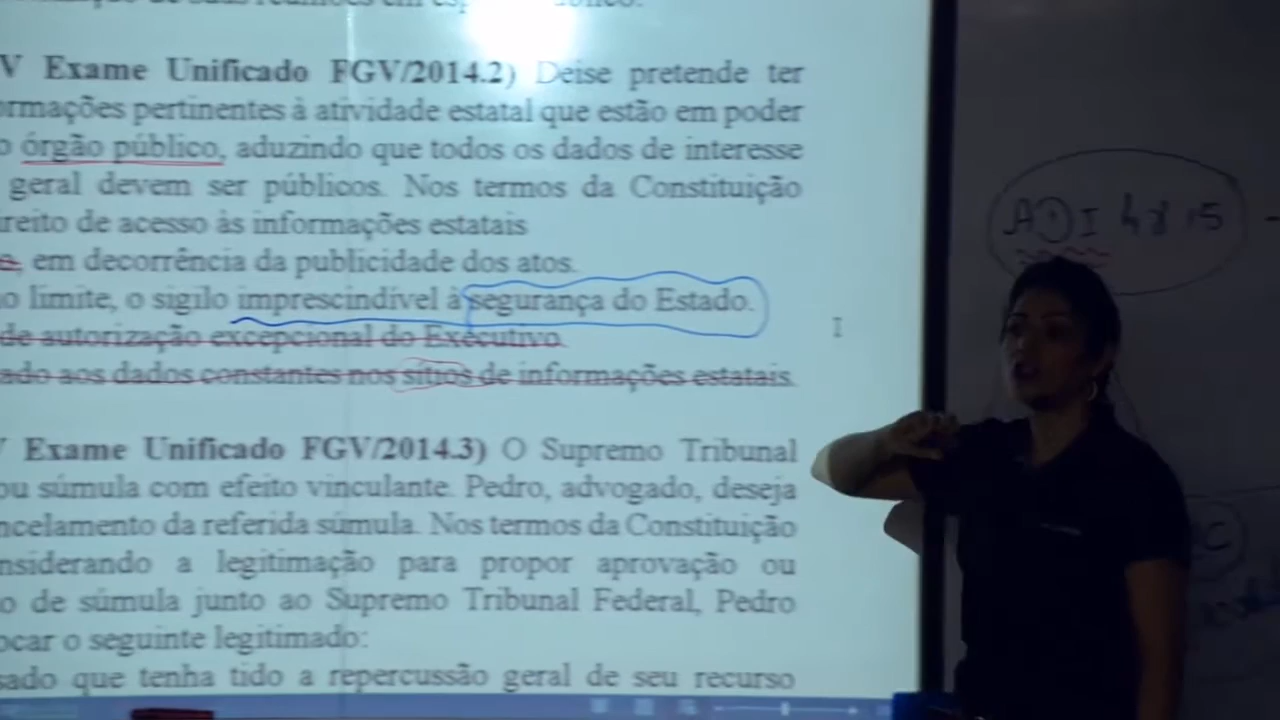 V Exame Unificado FGV/2014.2) Deise pretende ter
ormações pertinentes à atividade estatal que estão em poder
o órgão público, aduzindo que todos os dados de interesse
geral devem ser públicos. Nos termos da Constituição
ireito de acesso às informações estatais
e, em decorrência da publicidade dos atos.
o limite, o sigilo imprescindível à segurança do Estado.
de autorização excepcional do Executivo.
ado aos dados constantes nos sítios de informações estatais.
V Exame Unificado FGV/2014.3) O Supremo Tribunal
ou súmula com efeito vinculante. Pedro, advogado, deseja
ncelamento da referida súmula. Nos termos da Constituição
nsiderando a legitimação para propor aprovação ou
o de súmula junto ao Supremo Tribunal Federal, Pedro
ocar o seguinte legitimado:
sado que tenha tido a repercussão geral de seu recurso